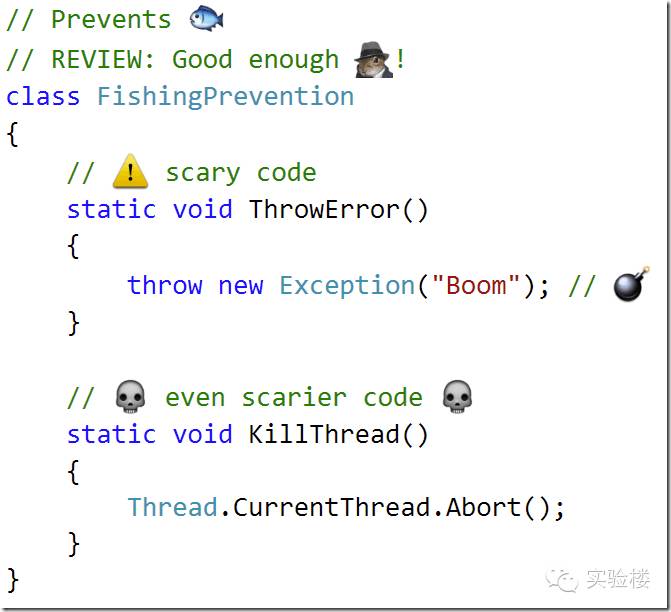 // Prevents 🐟
// REVIEW: Good enough !
class FishingPrevention
{
    // ⚠️ scary code
    static void ThrowError()
    {
        throw new Exception("Boom"); // 💣
    }

    // 💀 even scarier code 💀
    static void KillThread()
    {
        Thread.CurrentThread.Abort();
    }
}
实验楼